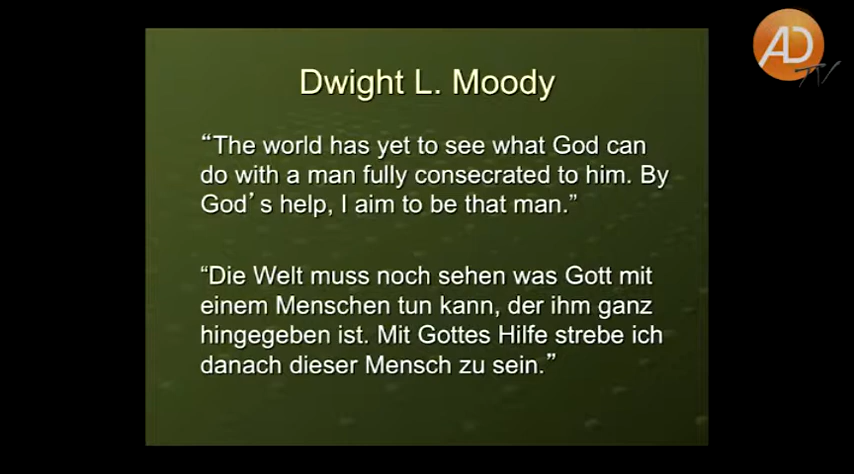 AD
TV
Dwight L. Moody
“The world has yet to see what God can
do with a man fully consecrated to him. By
God’s help, I aim to be that man.”
“Die Welt muss noch sehen was Gott mit
einem Menschen tun kann, der ihm ganz
hingegeben ist. Mit Gottes Hilfe strebe ich
danach dieser Mensch zu sein.”